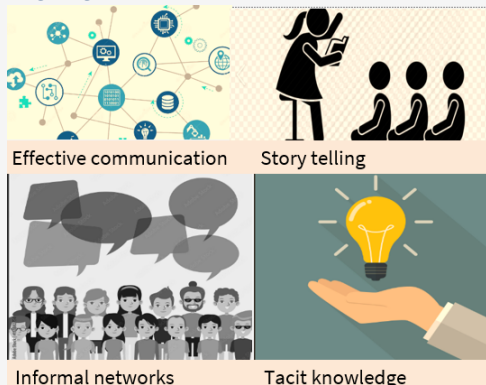 Effective communication
Story telling
Informal networks
Tacit knowledge